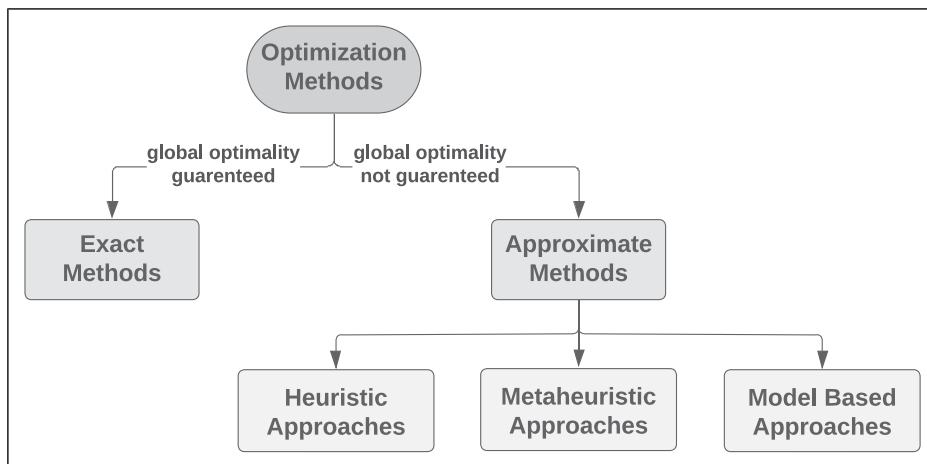 Optimization
Methods
global optimality
guarenteed
global optimality
not guarenteed
Exact
Methods
Approximate
Methods
Heuristic
Approaches
Metaheuristic
Approaches
Model Based
Approaches